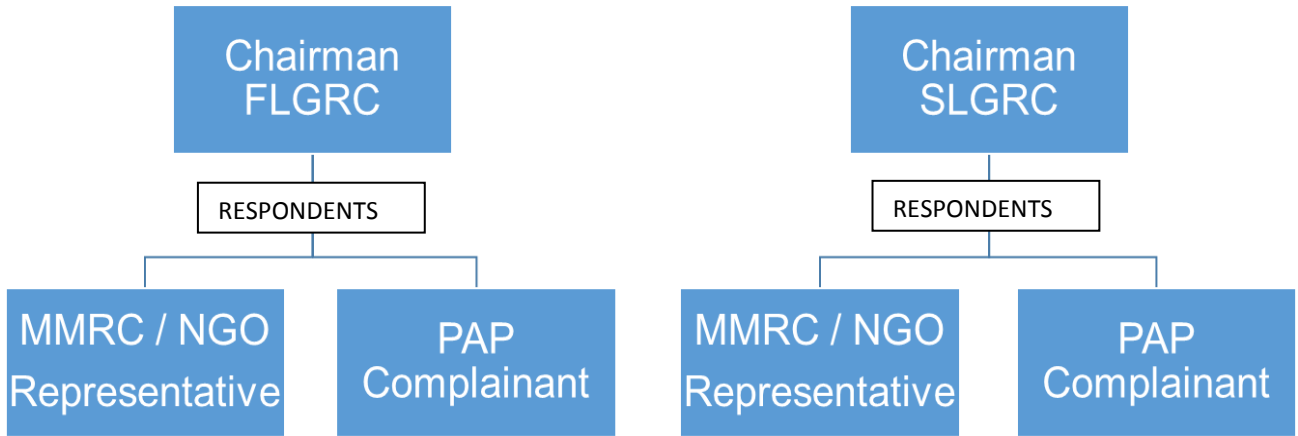 Chairman
FLGRC
RESPONDENTS
MMRC / NGO
Representative
PAP
Complainant
Chairman
SLGRC
RESPONDENTS
MMRC / NGO
Representative
PAP
Complainant